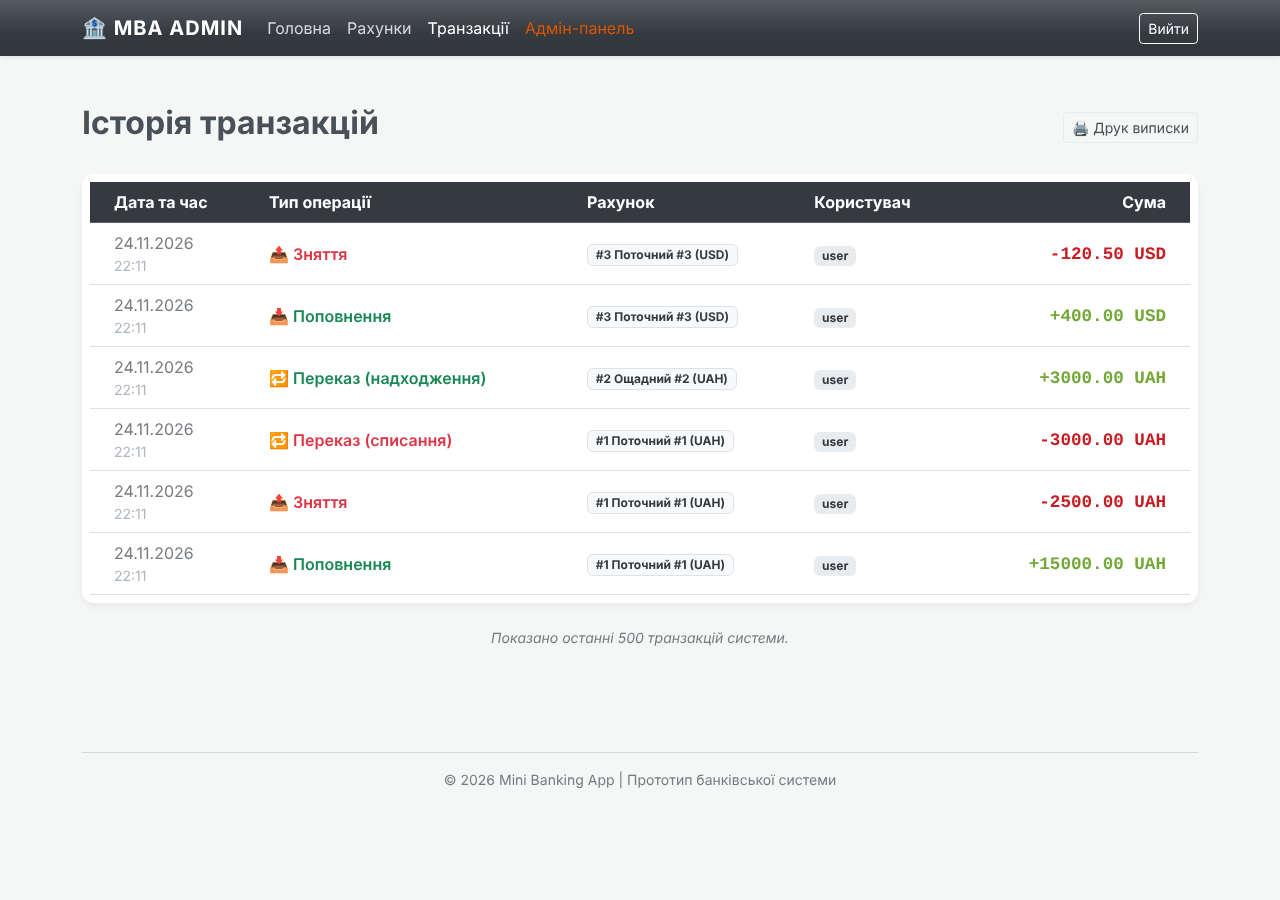 MBA ADMIN Головна Рахунки Транзакції Адмін-панель Вийти
Історія транзакцій
Друк виписки
Дата та час Тип операції Рахунок Користувач Сума
24.11.2026
22:11
Зняття #3 Поточний #3 (USD) user -120.50 USD
24.11.2026
22:11
Поповнення #3 Поточний #3 (USD) user +400.00 USD
24.11.2026
22:11
Переказ (надходження) #2 Ощадний #2 (UAH) user +3000.00 UAH
24.11.2026
22:11
Переказ (списання) #1 Поточний #1 (UAH) user -3000.00 UAH
24.11.2026
22:11
Зняття #1 Поточний #1 (UAH) user -2500.00 UAH
24.11.2026
22:11
Поповнення #1 Поточний #1 (UAH) user +15000.00 UAH
Показано останні 500 транзакцій системи.
© 2026 Mini Banking App | Прототип банківської системи